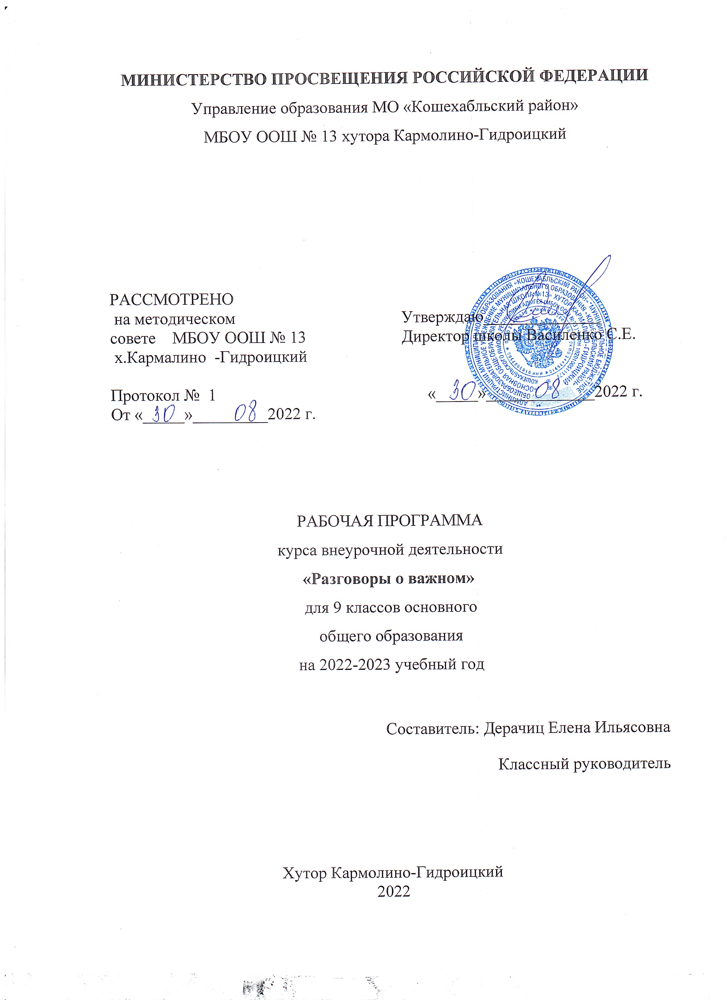 МИНИСТЕРСТВО ПРОСВЕЩЕНИЯ РОССИЙСКОЙ ФЕДЕРАЦИИ
Управление образования МО «Кошехабльский район»
МБОУ ООШ № 13 хутора Кармолино-Гидроицкий
РАССМОТРЕНО
на методическом
совете МБОУ ООШ № 13
х.Кармалино -Гидроицкий
Протокол № 1
От «30» 08 2022 г.
Утверждаю
Директор школы Василенко С.Е.
«30» 08 2022 г.
РАБОЧАЯ ПРОГРАММА
курса внеурочной деятельности
«Разговоры о важном»
для 9 классов основного
общего образования
на 2022-2023 учебный год
Составитель: Дерачиц Елена Ильясовна
Классный руководитель
Хутор Кармолино-Гидроицкий
2022